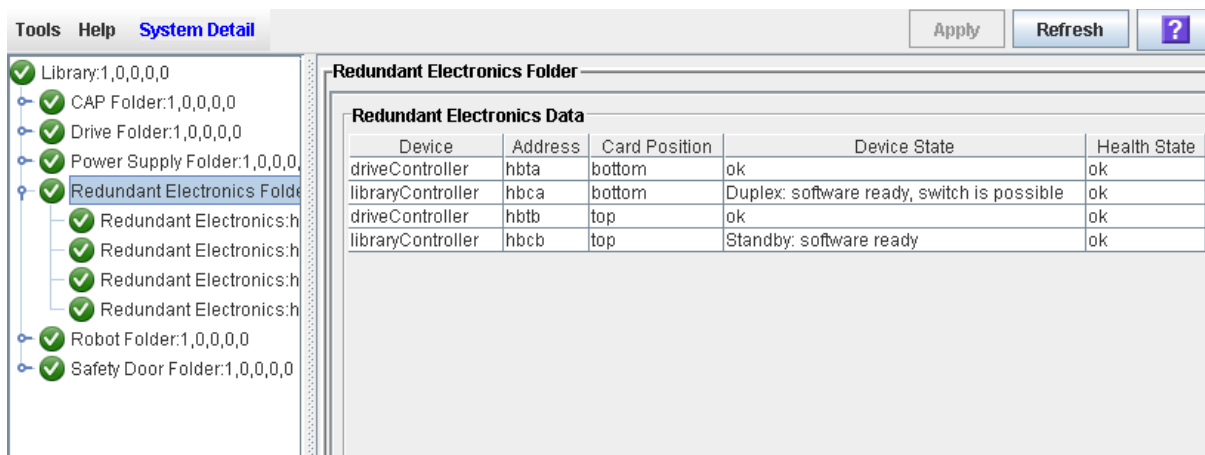 Tools Help System Detail Apply Refresh ?
Library:1,0,0,0,0
CAP Folder:1,0,0,0,0
Drive Folder:1,0,0,0,0
Power Supply Folder:1,0,0,0,
Redundant Electronics Folde
Redundant Electronics:h
Redundant Electronics:h
Redundant Electronics:h
Redundant Electronics:h
Robot Folder:1,0,0,0,0
Safety Door Folder:1,0,0,0,0
Redundant Electronics Folder
Redundant Electronics Data
Device Address Card Position Device State Health State
driveController hbta bottom ok ok
libraryController hbca bottom Duplex: software ready, switch is possible ok
driveController hbtb top ok ok
libraryController hbcb top Standby: software ready ok